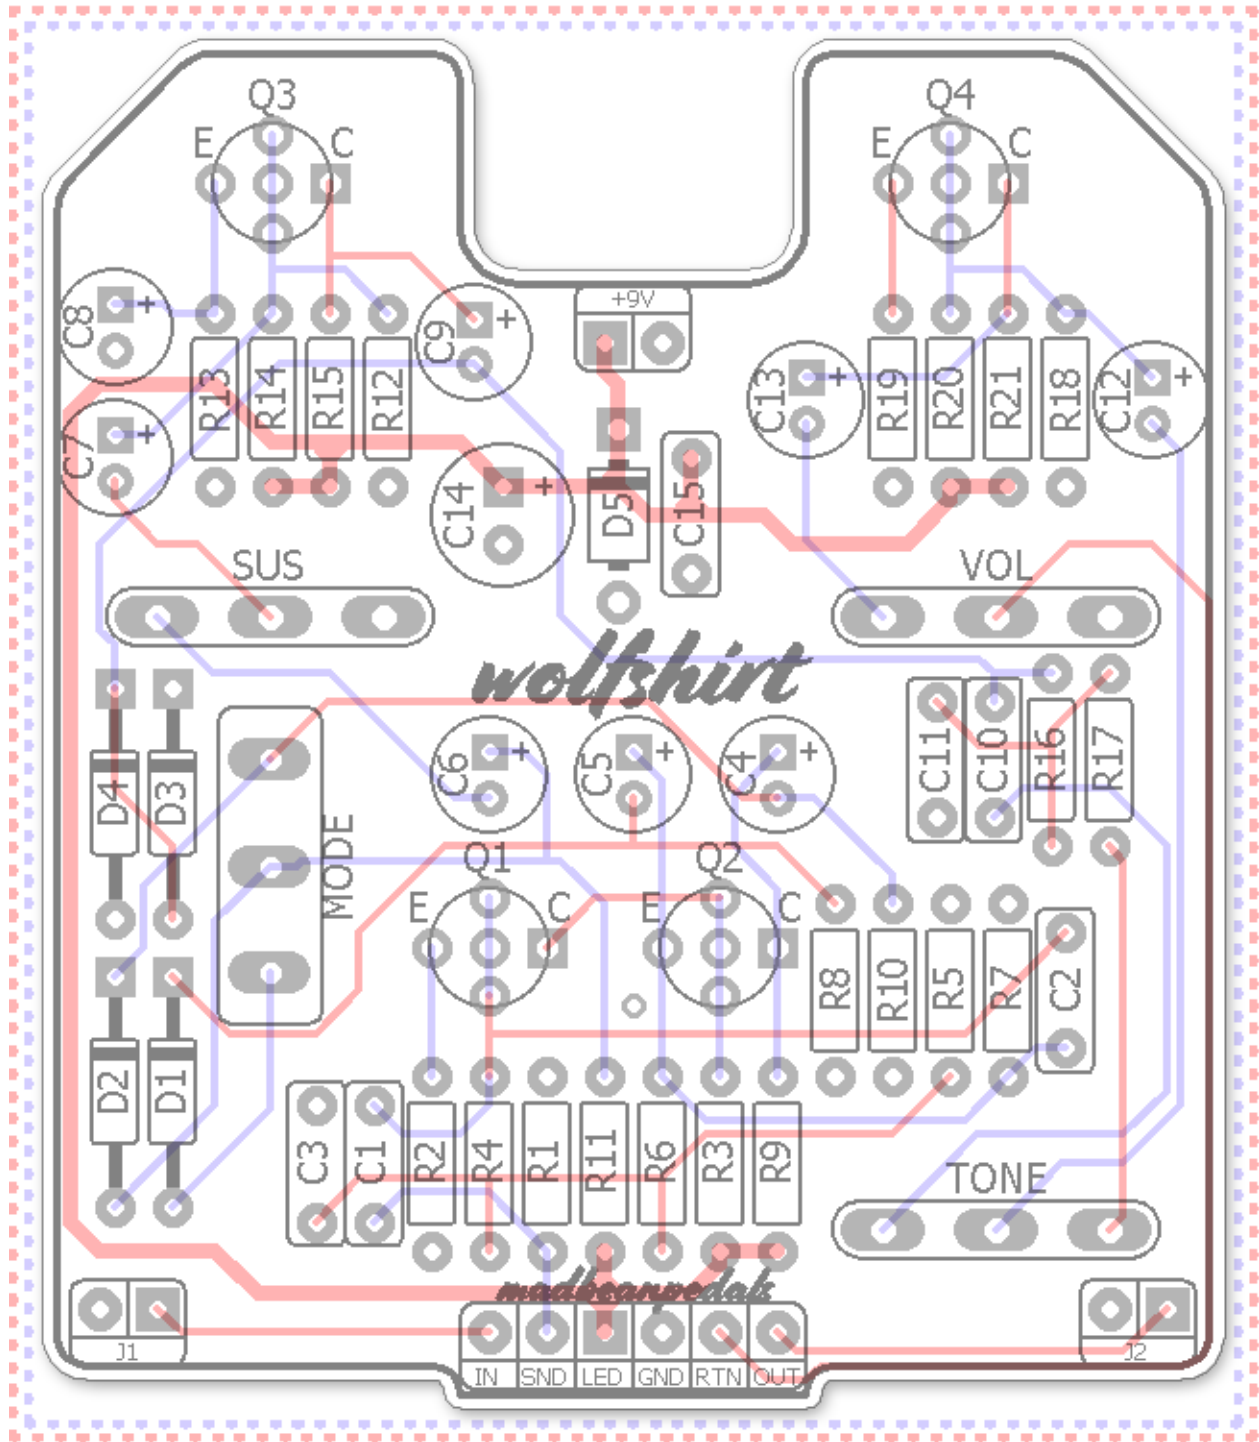 Q3 Q4
E C E C
+9V
C8 + C9 +
R13 R14 R15 R12 C13 + R19 R20 R21 R18 C12 +
C7 + C14 + D5 C15
SUS VOL
wolfshirt
D4 D3 MODE C6 + C5 + C4 + C11 C10 R16 R17
Q1 Q2
E C E C
R8 R10 R5 R7 C2
D2 D1 C3 C1 R2 R4 R1 R11 R6 R3 R9
TONE
madbeanpedals
J1 J2
IN SND LED GND RTN OUT